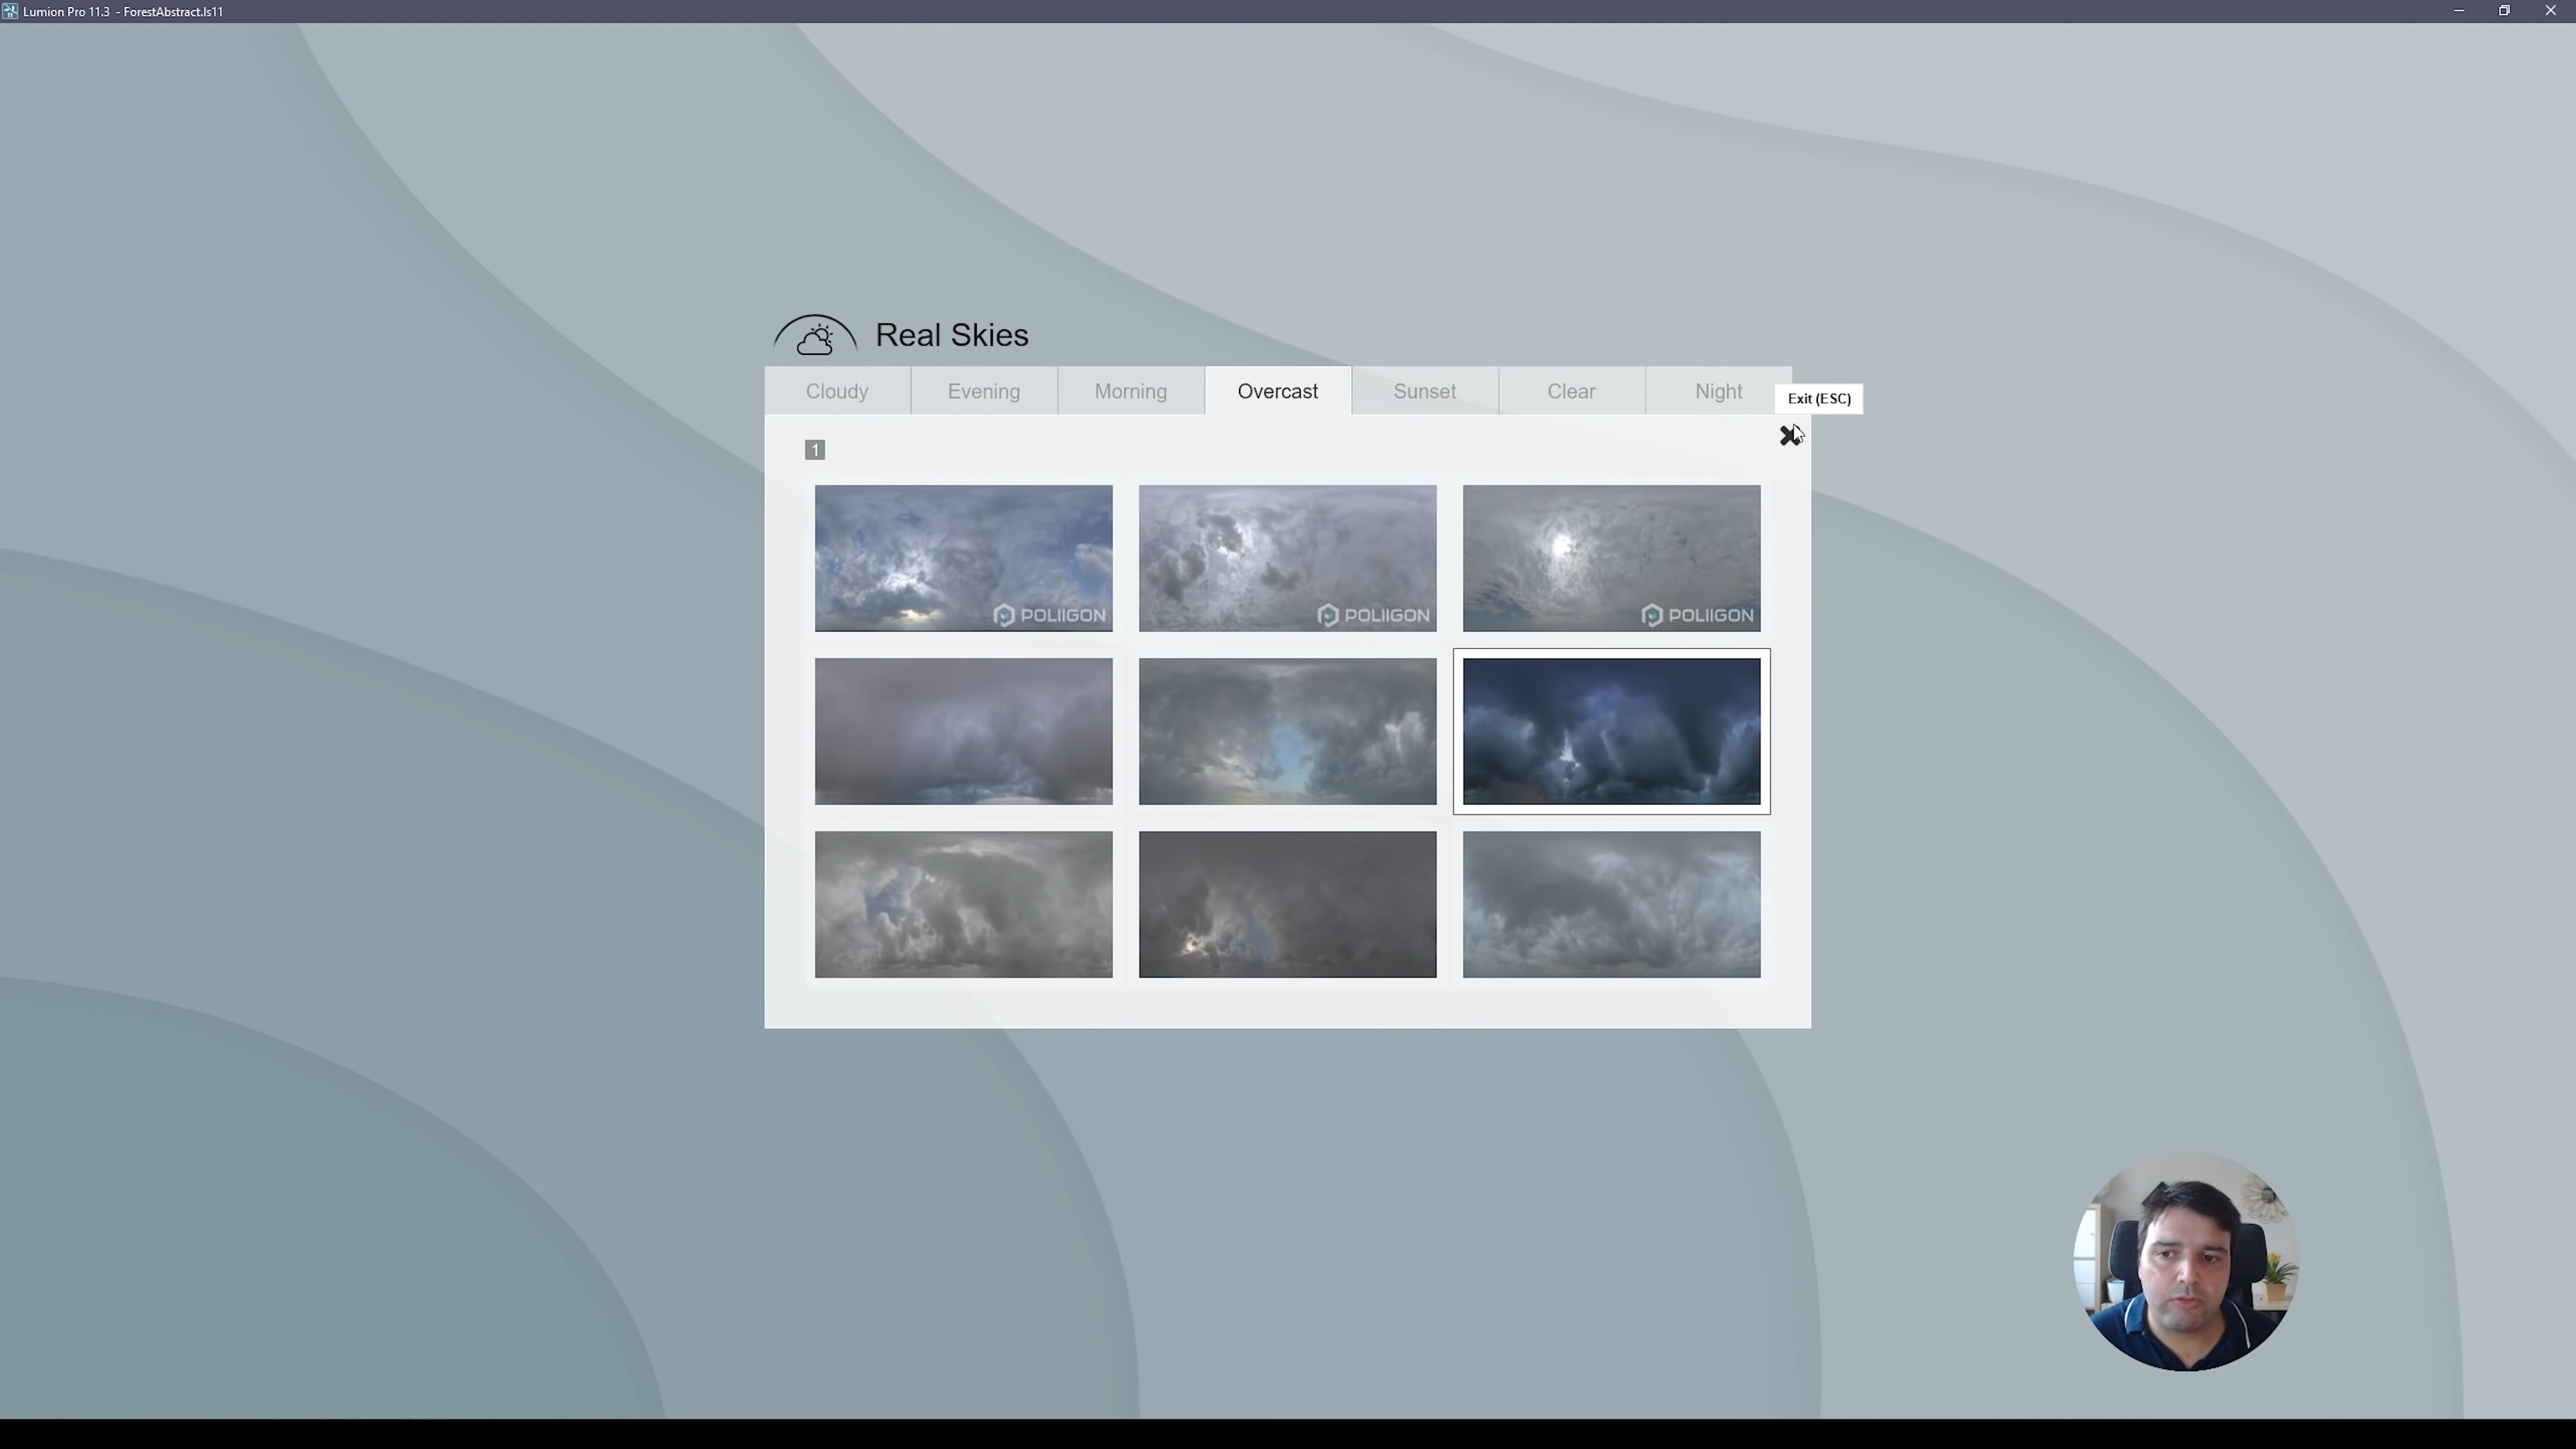 Lumion Pro 11.3 - ForestAbstract.ls11
Real Skies
Cloudy Evening Morning Overcast Sunset Clear Night
Exit (ESC)
1
POLIIGON POLIIGON POLIIGON